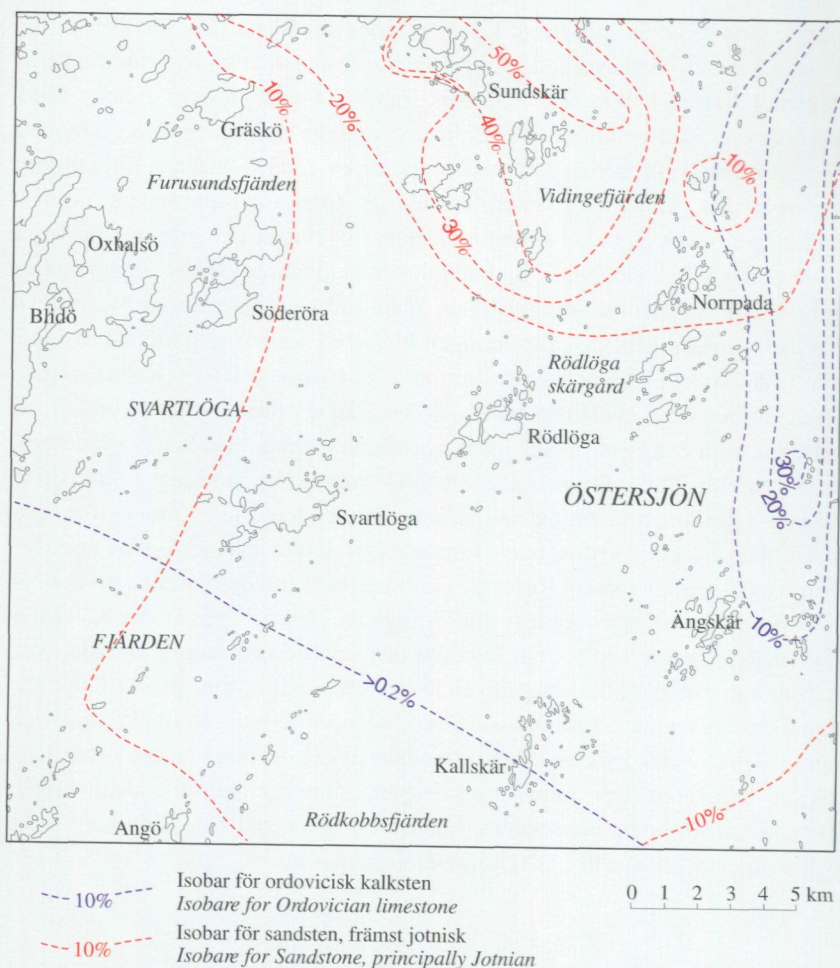 50%
Sundskär
10%
20%
Gräskö
40%
Furusundsfjärden
Vidingefjärden
10%
Oxhalsö
30%
Blidö
Söderöra
Norrpada
Rödlöga
skärgård
SVARTLÖGA-
Rödlöga
30%
ÖSTERSJÖN
20%
Svartlöga
Ängskär
10%
FJÄRDEN
>0.2%
Kallskär
10%
Angö
Rödkobbsfjärden
10%
Isobar för ordovicisk kalksten
Isobare for Ordovician limestone
0 1 2 3 4 5 km
10%
Isobar för sandsten, främst jotnisk
Isobare for Sandstone, principally Jotnian